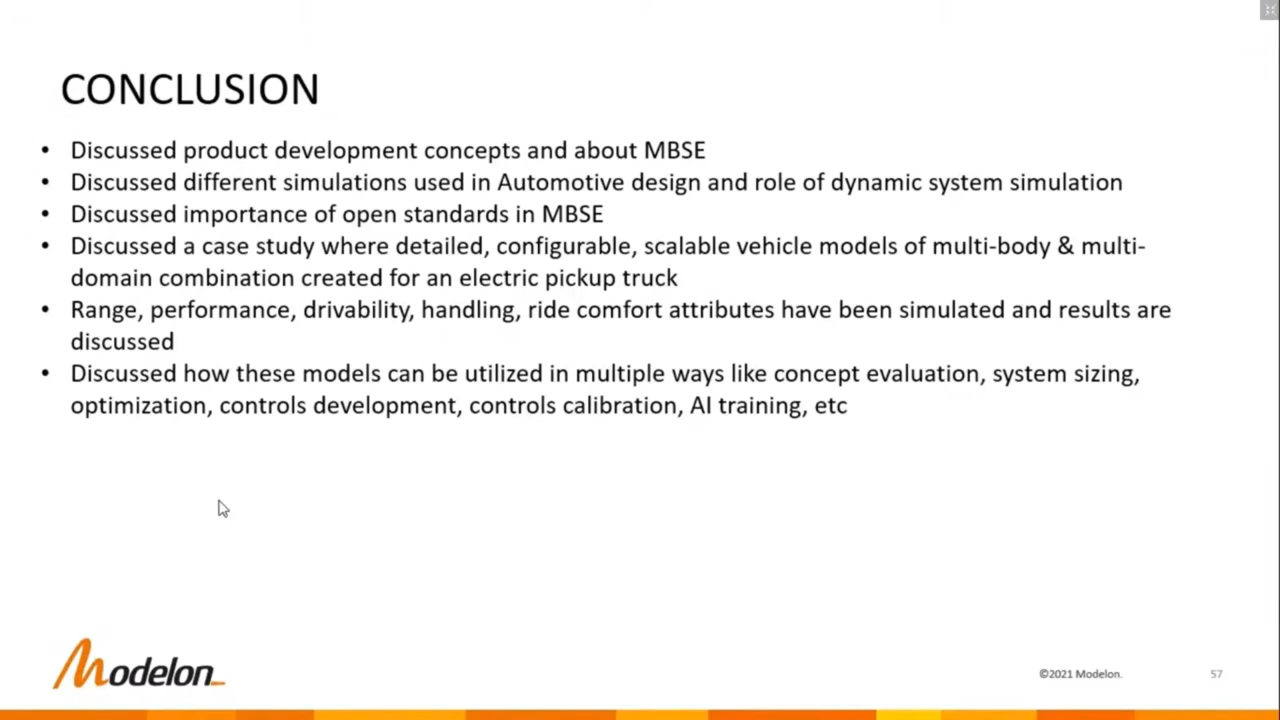 CONCLUSION
• Discussed product development concepts and about MBSE
• Discussed different simulations used in Automotive design and role of dynamic system simulation
• Discussed importance of open standards in MBSE
• Discussed a case study where detailed, configurable, scalable vehicle models of multi-body & multi-
domain combination created for an electric pickup truck
• Range, performance, drivability, handling, ride comfort attributes have been simulated and results are
discussed
• Discussed how these models can be utilized in multiple ways like concept evaluation, system sizing,
optimization, controls development, controls calibration, AI training, etc
Modelon
©2021 Modelon.
57